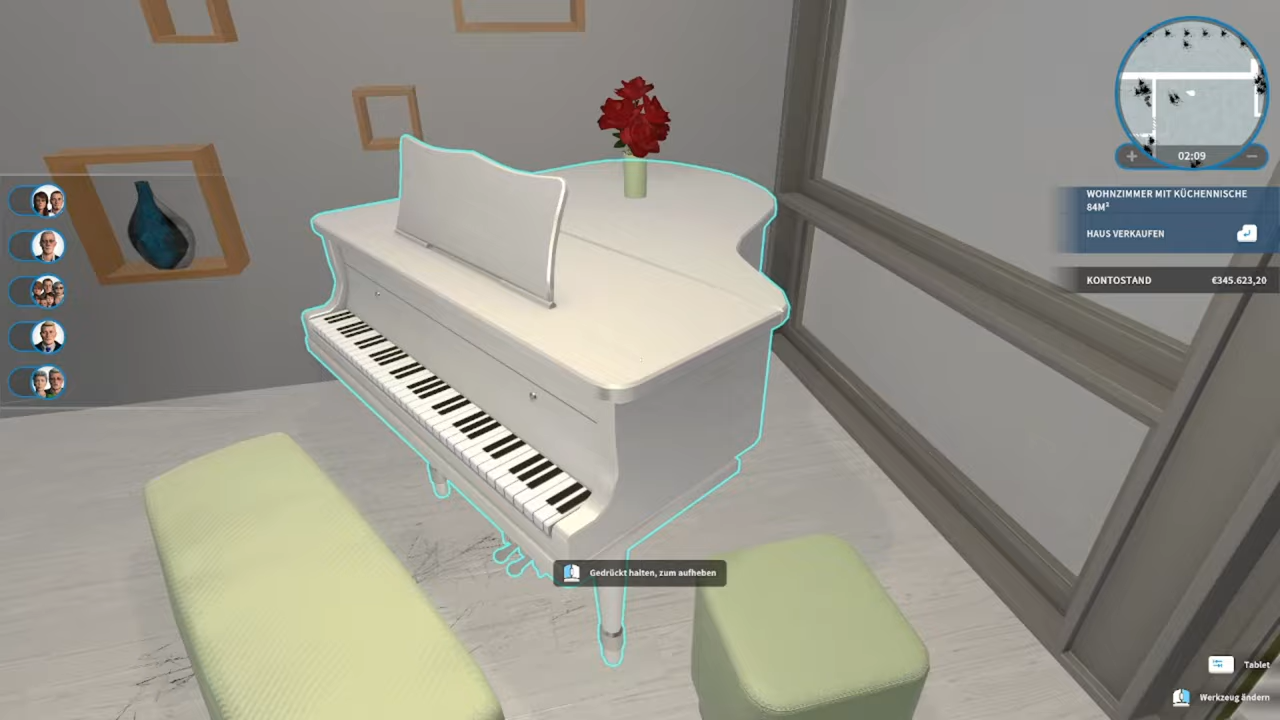 02:09
WOHNZIMMER MIT KÜCHENNISCHE
84M²
HAUS VERKAUFEN
KONTOSTAND €345.623,20
Gedrückt halten, zum aufheben
Tablet
Werkzeug ändern